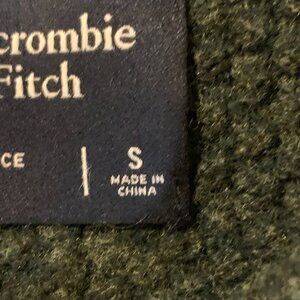 crombie
Fitch
CE | S
MADE IN
CHINA